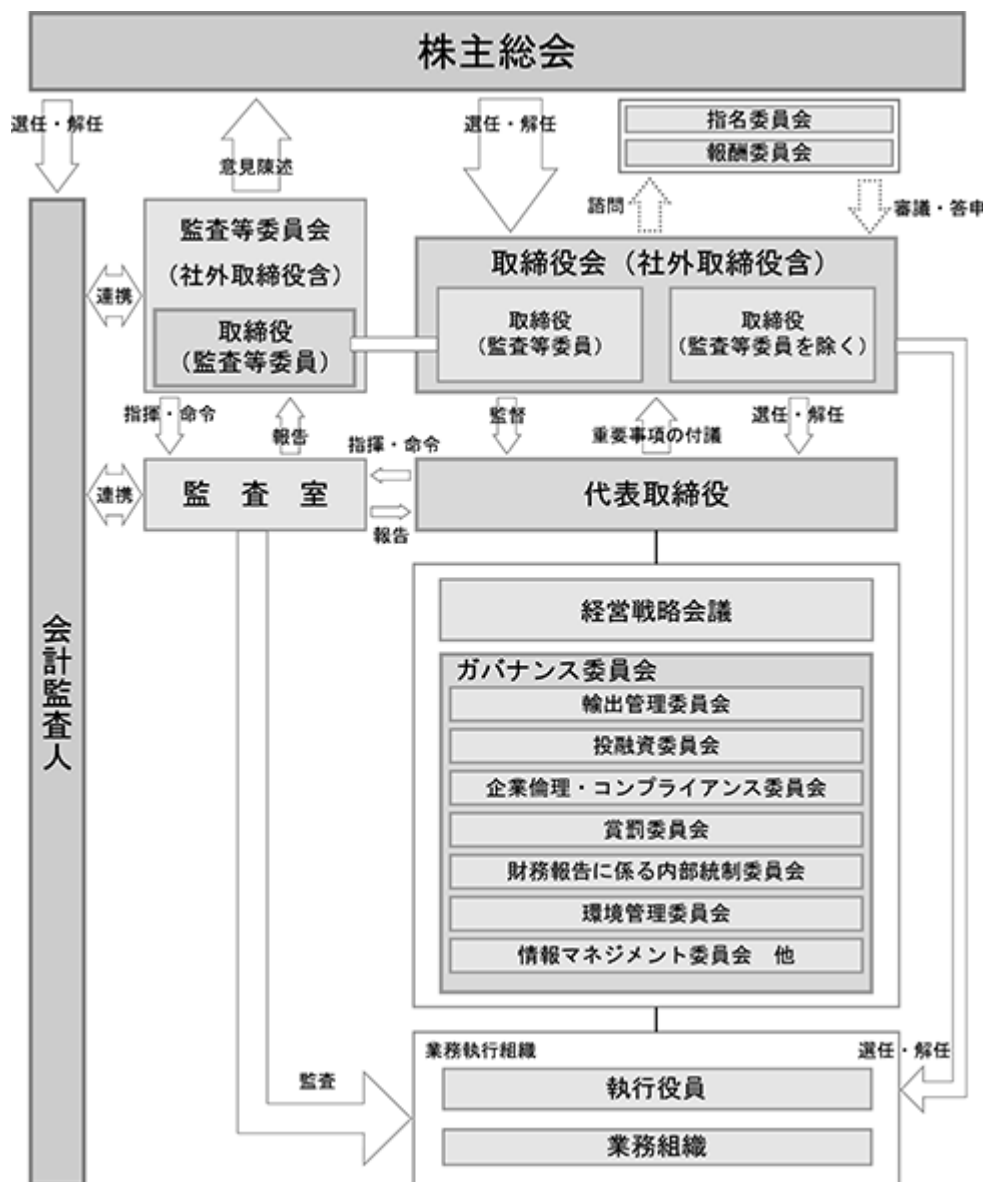 株主総会
選任・解任
意見陳述
選任・解任
指名委員会
報酬委員会
諮問
審議・答申
監査等委員会
（社外取締役含）
取締役
（監査等委員）
連携
取締役会（社外取締役含）
取締役
（監査等委員）
取締役
（監査等委員を除く）
指揮・命令
報告
監督
重要事項の付議
選任・解任
指揮・命令
連携
監　査　室
報告
代表取締役
会計監査人
経営戦略会議
ガバナンス委員会
輸出管理委員会
投融資委員会
企業倫理・コンプライアンス委員会
賞罰委員会
財務報告に係る内部統制委員会
環境管理委員会
情報マネジメント委員会　他
業務執行組織
選任・解任
監査
執行役員
業務組織